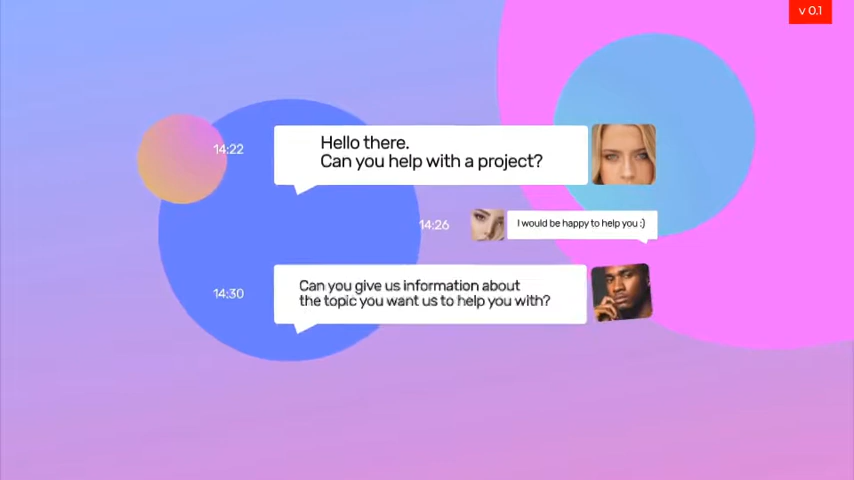 v 0.1
14:22
Hello there.
Can you help with a project?
14:26
I would be happy to help you :)
14:30
Can you give us information about
the topic you want us to help you with?